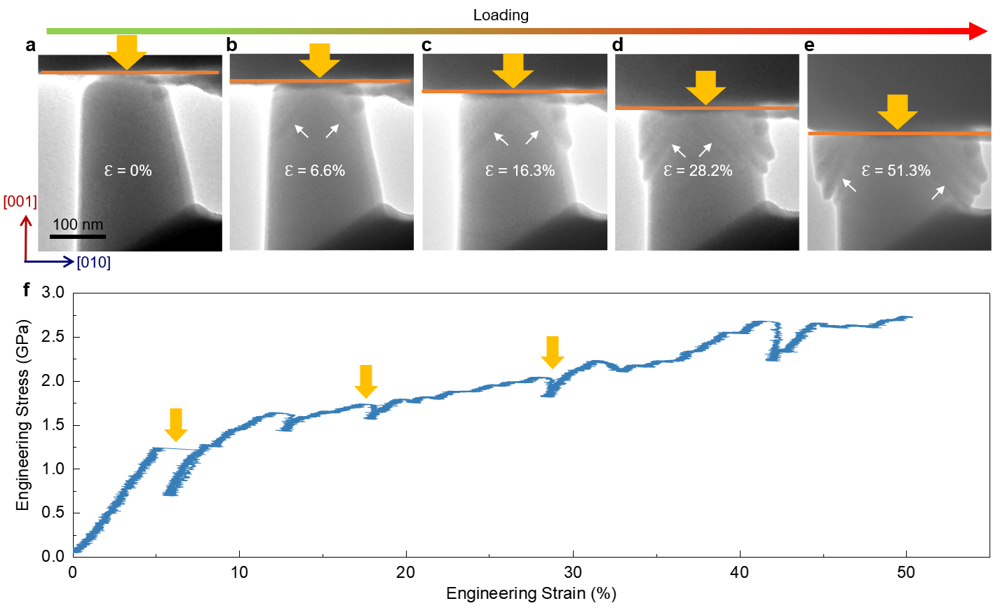 Loading
a b c d e
ℇ = 0% ℇ = 6.6% ℇ = 16.3% ℇ = 28.2% ℇ = 51.3%
[001]
100 nm
[010]
f
3.0
2.5
2.0
1.5
1.0
0.5
0.0
Engineering Stress (GPa)
0 10 20 30 40 50
Engineering Strain (%)